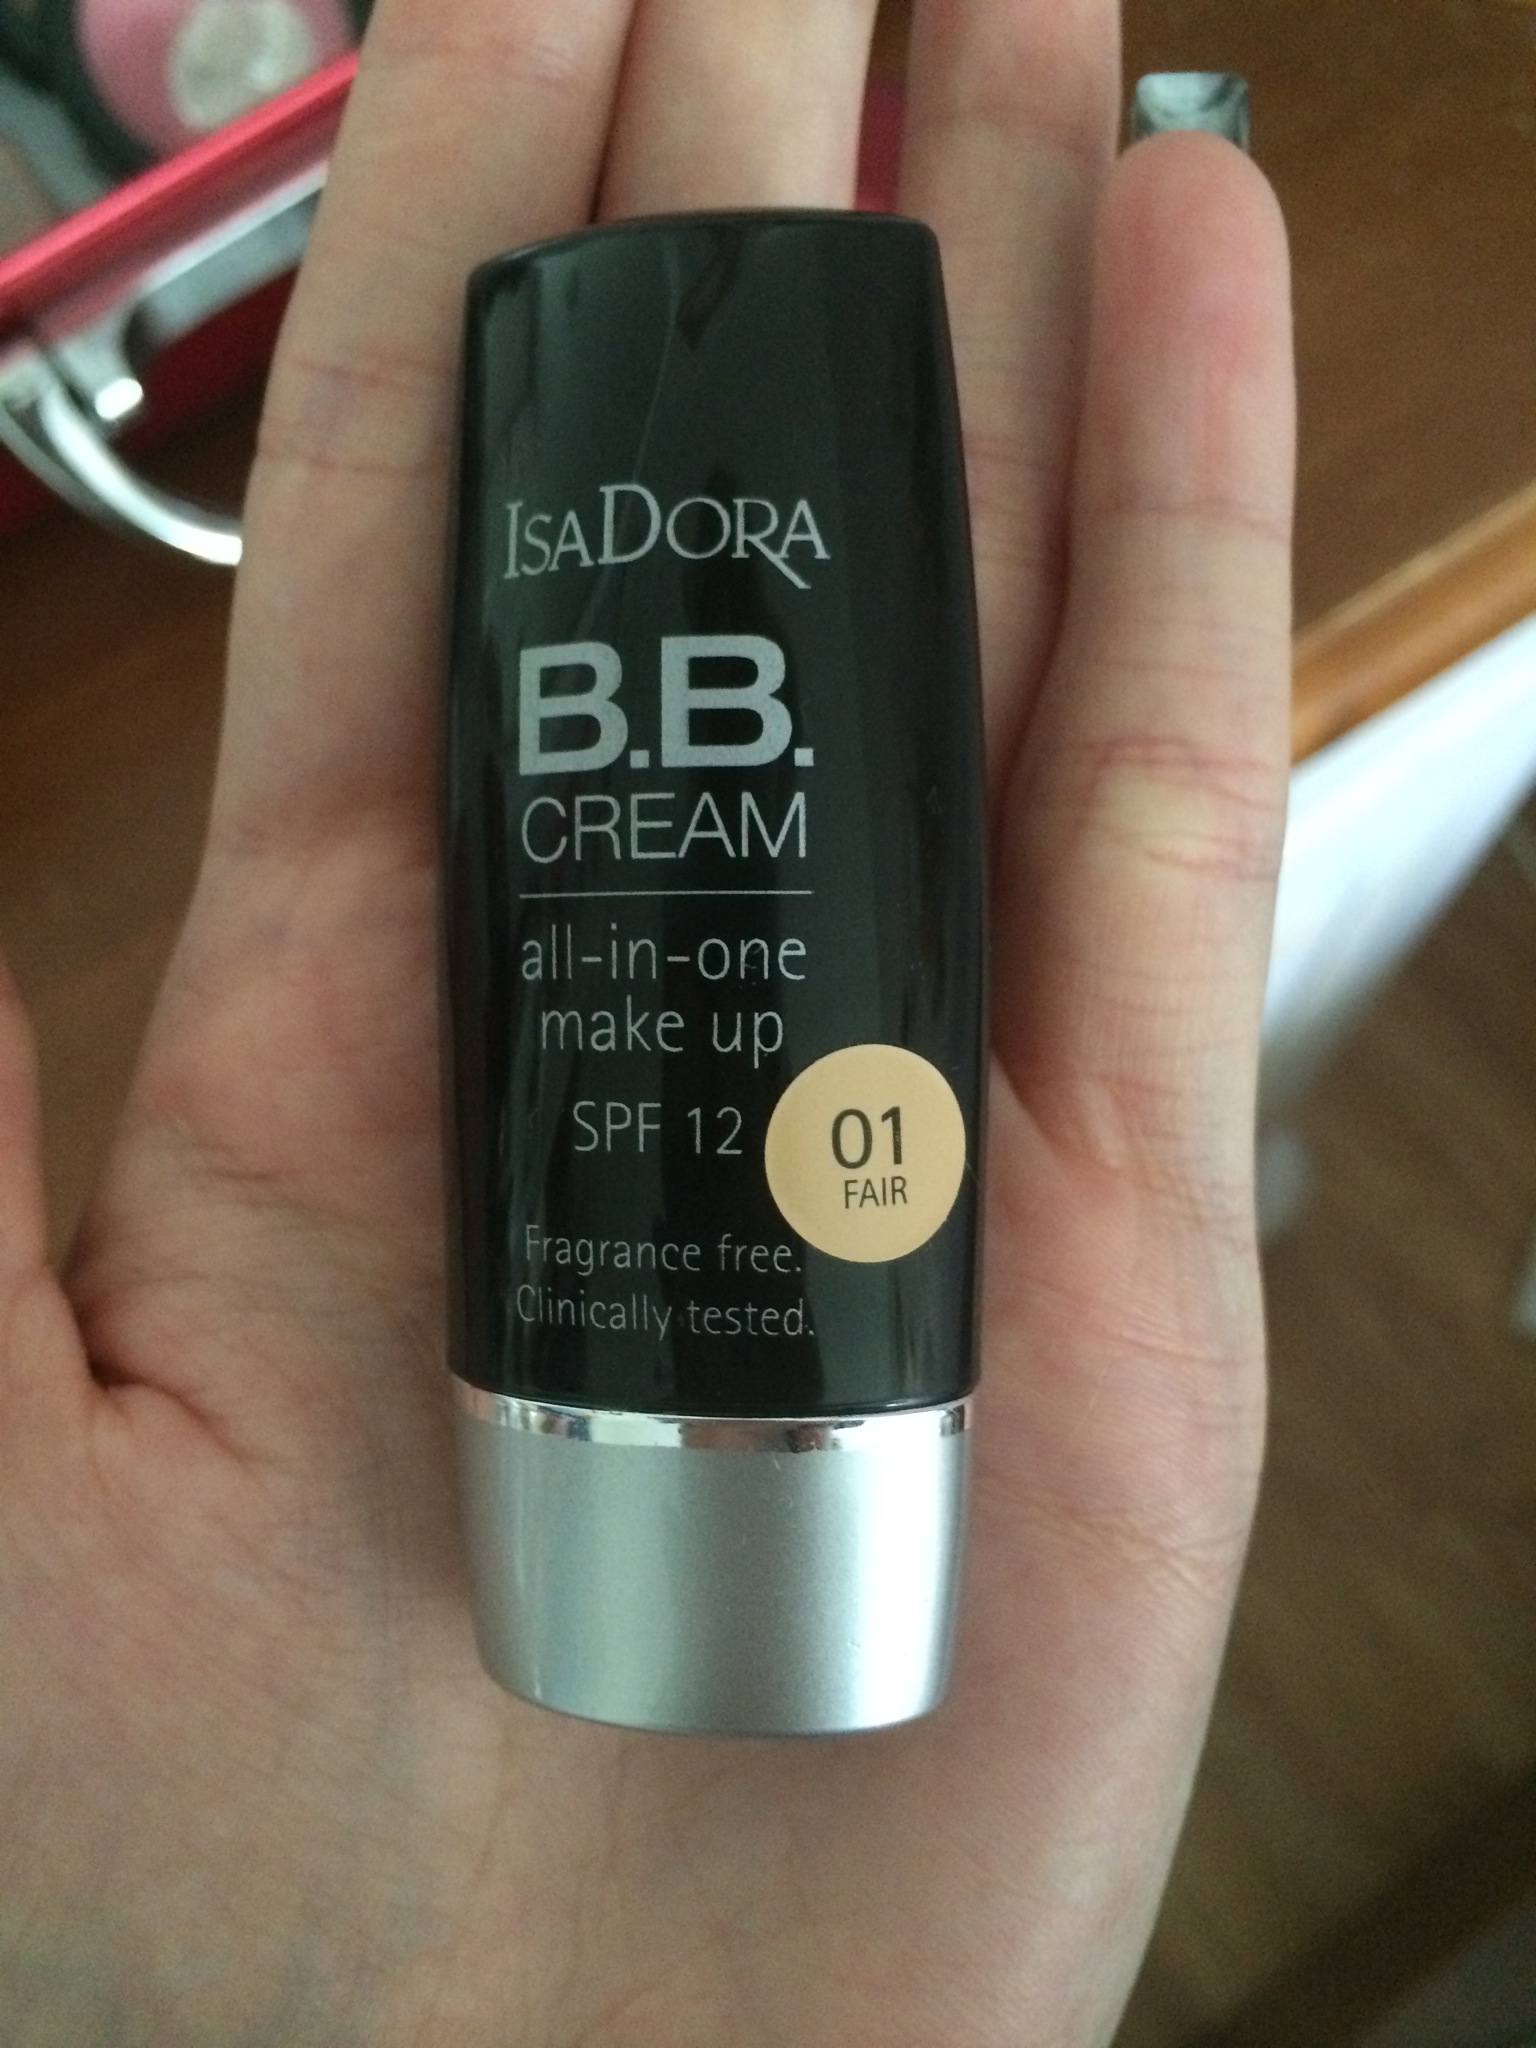 ISADORA
B.B.
CREAM
all-in-one
make up
SPF 12
01
FAIR
Fragrance free.
Clinically tested.